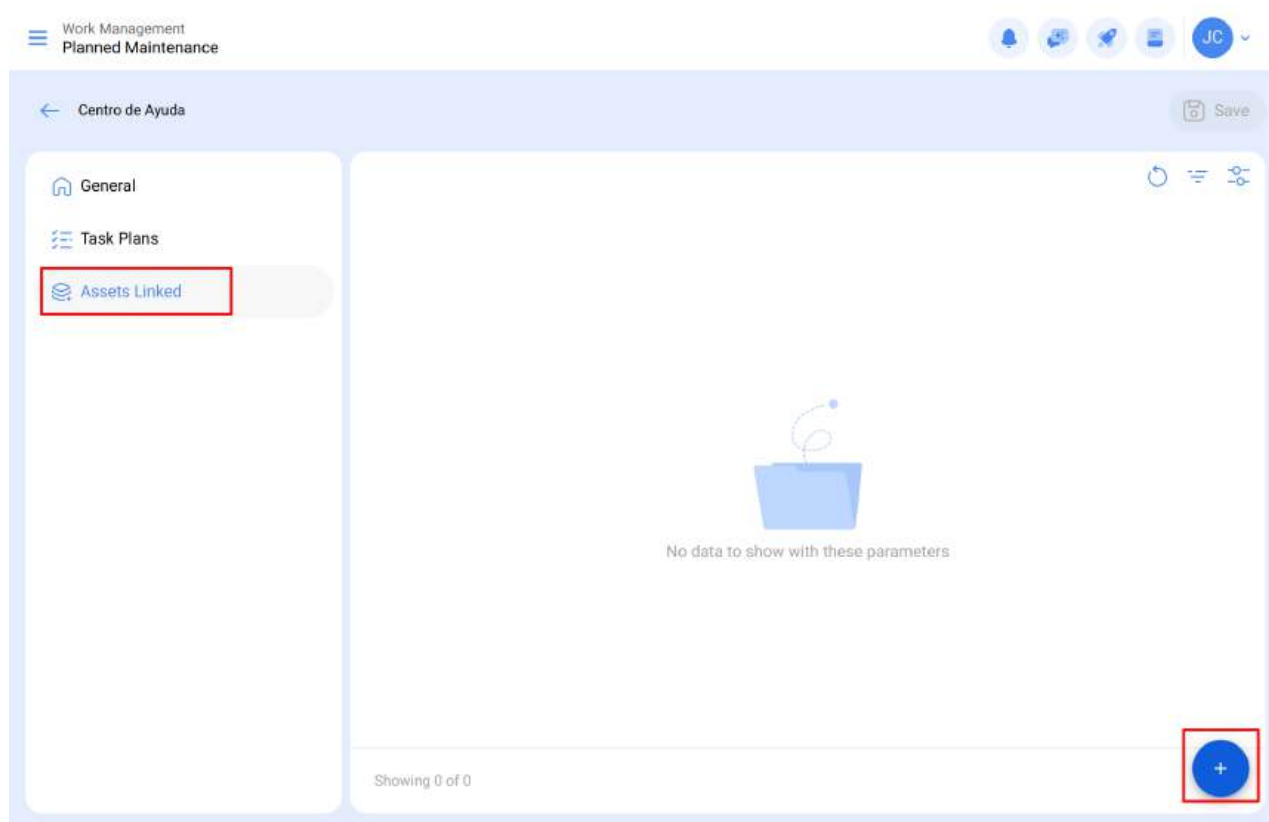 Work Management
Planned Maintenance
JC
Centro de Ayuda
Save
General
Task Plans
Assets Linked
No data to show with these parameters
Showing 0 of 0